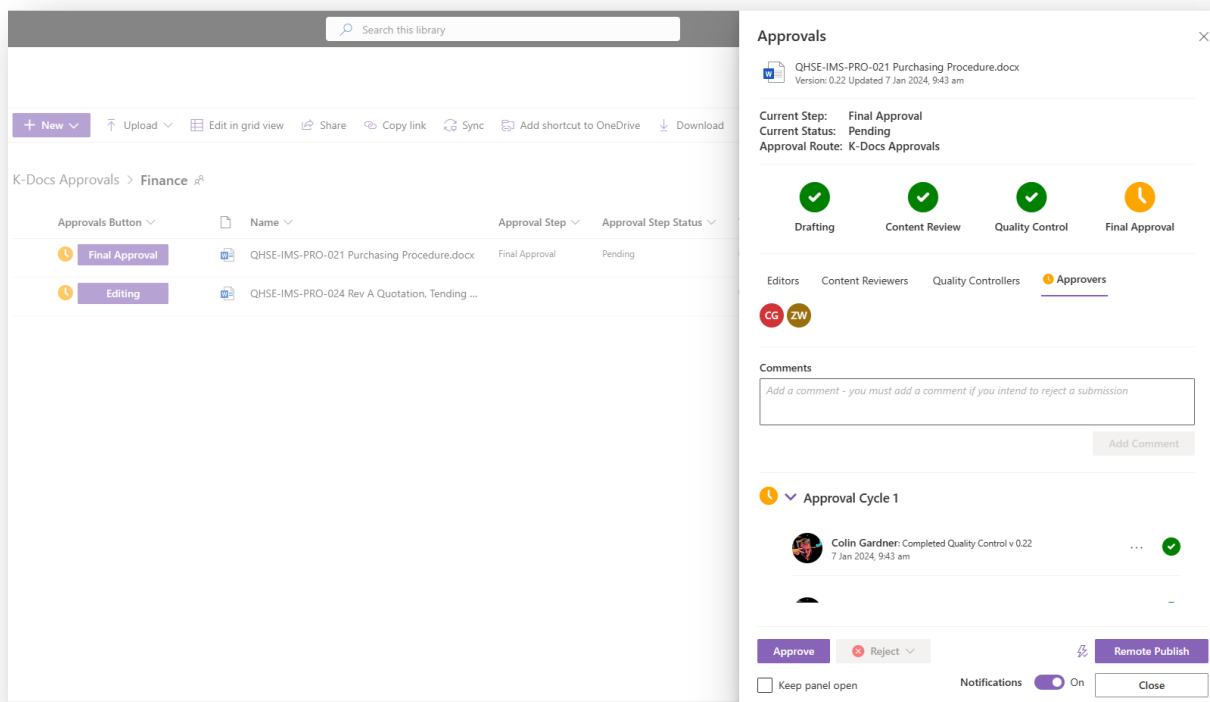 Search this library
New
Upload
Edit in grid view
Share
Copy link
Sync
Add shortcut to OneDrive
Download
K-Docs Approvals > Finance
Approvals Button
Name
Approval Step
Approval Step Status
Final Approval
QHSE-IMS-PRO-021 Purchasing Procedure.docx
Final Approval
Pending
Editing
QHSE-IMS-PRO-024 Rev A Quotation, Tending ...
Approvals
QHSE-IMS-PRO-021 Purchasing Procedure.docx
Version: 0.22 Updated 7 Jan 2024, 9:43 am
Current Step: Final Approval
Current Status: Pending
Approval Route: K-Docs Approvals
Drafting
Content Review
Quality Control
Final Approval
Editors
Content Reviewers
Quality Controllers
Approvers
CG
ZW
Comments
Add a comment - you must add a comment if you intend to reject a submission
Add Comment
Approval Cycle 1
Colin Gardner: Completed Quality Control v 0.22
7 Jan 2024, 9:43 am
...
Approve
Reject
Remote Publish
Keep panel open
Notifications
On
Close